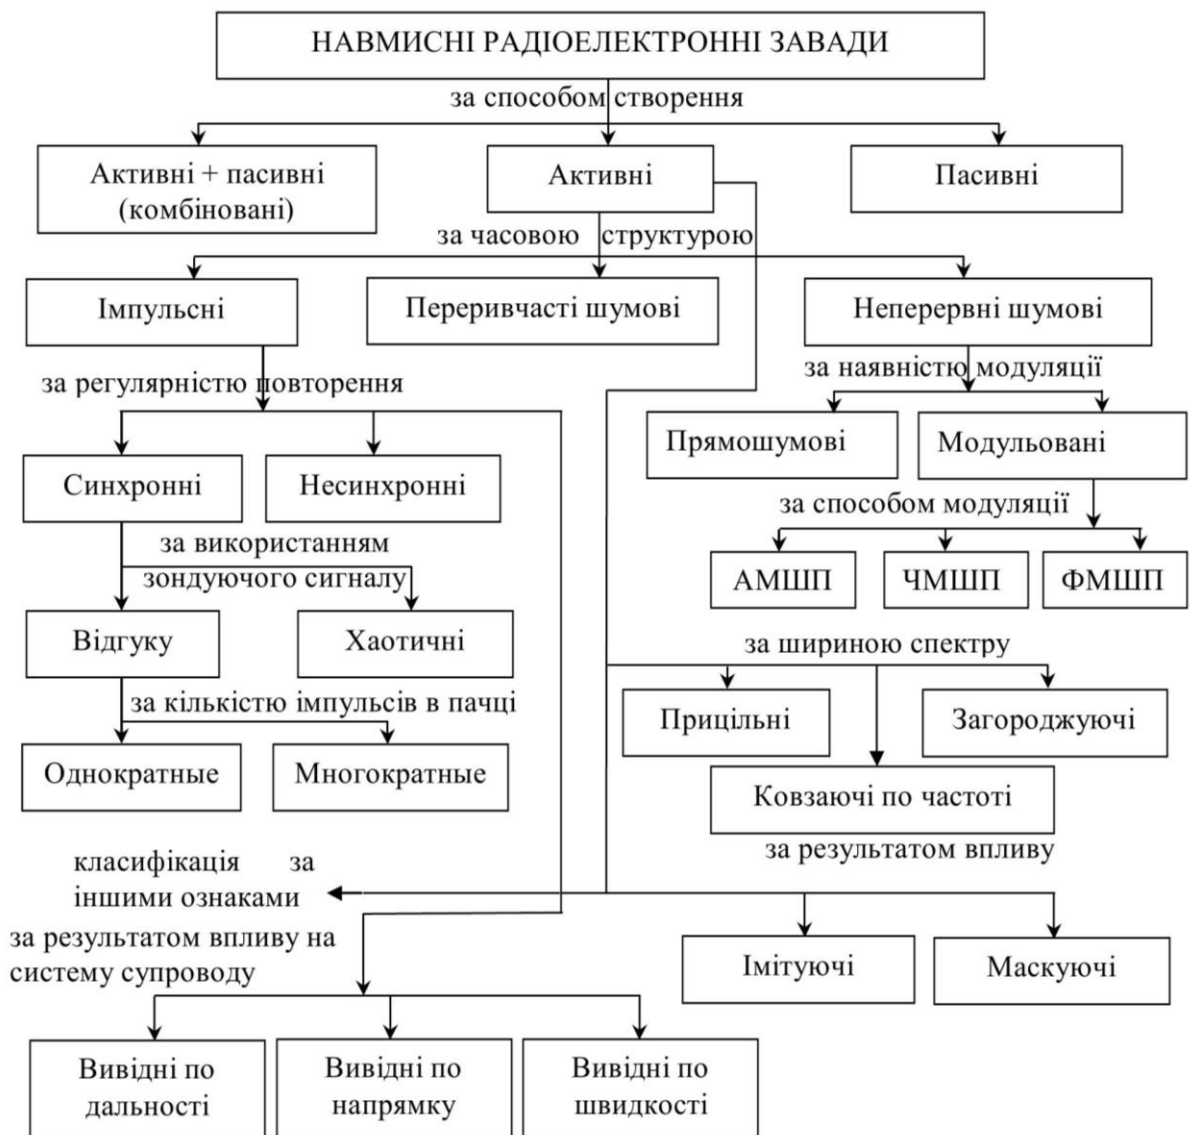 НАВМИСНІ РАДІОЕЛЕКТРОННІ ЗАВАДИ
за способом створення
Активні + пасивні
(комбіновані)
Активні
Пасивні
за часовою структурою
Імпульсні
Переривчасті шумові
Неперервні шумові
за регулярністю повторення
за наявністю модуляції
Прямошумові
Модульовані
Синхронні
Несинхронні
за способом модуляції
за використанням
зондуючого сигналу
АМШП
ЧМШП
ФМШП
Відгуку
Хаотичні
за шириною спектру
за кількістю імпульсів в пачці
Прицільні
Загороджуючі
Однократные
Многократные
Ковзаючі по частоті
за результатом впливу
класифікація за
іншими ознаками
за результатом впливу на
систему супроводу
Імітуючі
Маскуючі
Вивідні по
дальності
Вивідні по
напрямку
Вивідні по
швидкості